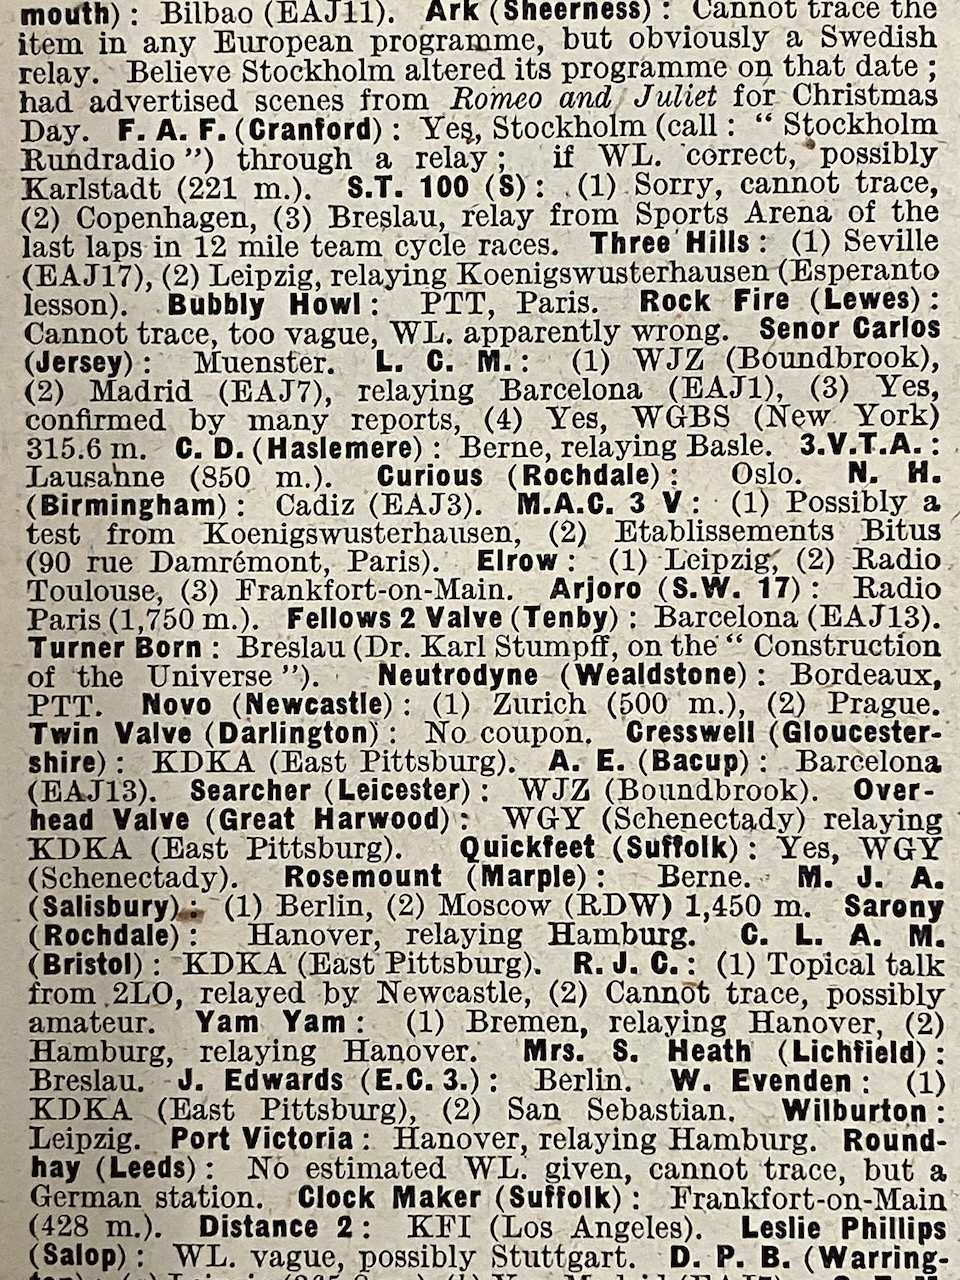 mouth) : Bilbao (EAJ11). Ark (Sheerness) : Cannot trace the
item in any European programme, but obviously a Swedish
relay. Believe Stockholm altered its programme on that date ;
had advertised scenes from Romeo and Juliet for Christmas
Day. F. A. F. (Cranford) : Yes, Stockholm (call : “ Stockholm
Rundradio ”) through a relay ; if WL. correct, possibly
Karlstadt (221 m.). S.T. 100 (S) : (1) Sorry, cannot trace,
(2) Copenhagen, (3) Breslau, relay from Sports Arena of the
last laps in 12 mile team cycle races. Three Hills : (1) Seville
(EAJ17), (2) Leipzig, relaying Koenigswusterhausen (Esperanto
lesson). Bubbly Howl : PTT, Paris. Rock Fire (Lewes) :
Cannot trace, too vague, WL. apparently wrong. Senor Carlos
(Jersey) : Muenster. L. C. M. : (1) WJZ (Boundbrook),
(2) Madrid (EAJ7), relaying Barcelona (EAJ1), (3) Yes,
confirmed by many reports, (4) Yes, WGBS (New York)
315.6 m. C. D. (Haslemere) : Berne, relaying Basle. 3.V.T.A. :
Lausanne (850 m.). Curious (Rochdale) : Oslo. N. H.
(Birmingham) : Cadiz (EAJ3). M.A.C. 3 V : (1) Possibly a
test from Koenigswusterhausen, (2) Etablissements Bitus
(90 rue Damrémont, Paris). Elrow : (1) Leipzig, (2) Radio
Toulouse, (3) Frankfort-on-Main. Arjoro (S.W. 17) : Radio
Paris (1,750 m.). Fellows 2 Valve (Tenby) : Barcelona (EAJ13).
Turner Born : Breslau (Dr. Karl Stumpff, on the “ Construction
of the Universe ”). Neutrodyne (Wealdstone) : Bordeaux,
PTT. Novo (Newcastle) : (1) Zurich (500 m.), (2) Prague.
Twin Valve (Darlington) : No coupon. Cresswell (Gloucester-
shire) : KDKA (East Pittsburg). A. E. (Bacup) : Barcelona
(EAJ13). Searcher (Leicester) : WJZ (Boundbrook). Over-
head Valve (Great Harwood) : WGY (Schenectady) relaying
KDKA (East Pittsburg). Quickfeet (Suffolk) : Yes, WGY
(Schenectady). Rosemount (Marple) : Berne. M. J. A.
(Salisbury) : (1) Berlin, (2) Moscow (RDW) 1,450 m. Sarony
(Rochdale) : Hanover, relaying Hamburg. C. L. A. M.
(Bristol) : KDKA (East Pittsburg). R. J. C. : (1) Topical talk
from 2LO, relayed by Newcastle, (2) Cannot trace, possibly
amateur. Yam Yam : (1) Bremen, relaying Hanover, (2)
Hamburg, relaying Hanover. Mrs. S. Heath (Lichfield) :
Breslau. J. Edwards (E.C. 3.) : Berlin. W. Evenden : (1)
KDKA (East Pittsburg), (2) San Sebastian. Wilburton :
Leipzig. Port Victoria : Hanover, relaying Hamburg. Round-
hay (Leeds) : No estimated WL. given, cannot trace, but a
German station. Clock Maker (Suffolk) : Frankfort-on-Main
(428 m.). Distance 2 : KFI (Los Angeles). Leslie Phillips
(Salop) : WL. vague, possibly Stuttgart. D. P. B. (Warring-